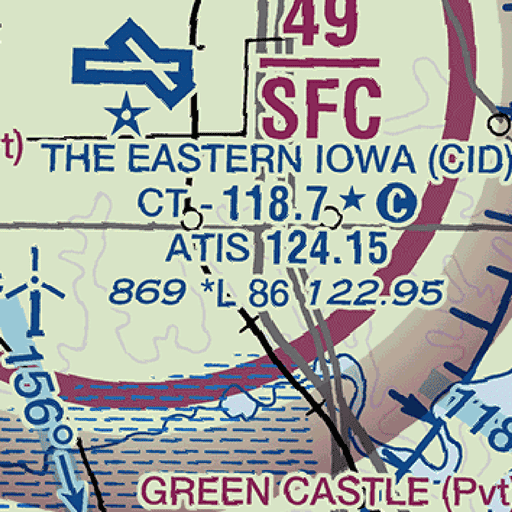 49
SFC
t)
THE EASTERN IOWA (CID)
CT - 118.7 ★ C
ATIS 124.15
869 *L 86 122.95
156°
118
GREEN CASTLE (Pvt